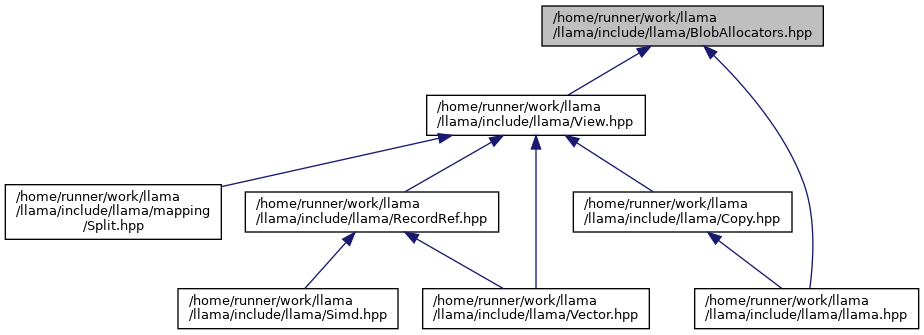 /home/runner/work/llama
/llama/include/llama/BlobAllocators.hpp
/home/runner/work/llama
/llama/include/llama/View.hpp
/home/runner/work/llama
/llama/include/llama/mapping
/Split.hpp
/home/runner/work/llama
/llama/include/llama/RecordRef.hpp
/home/runner/work/llama
/llama/include/llama/Copy.hpp
/home/runner/work/llama
/llama/include/llama/Simd.hpp
/home/runner/work/llama
/llama/include/llama/Vector.hpp
/home/runner/work/llama
/llama/include/llama/llama.hpp